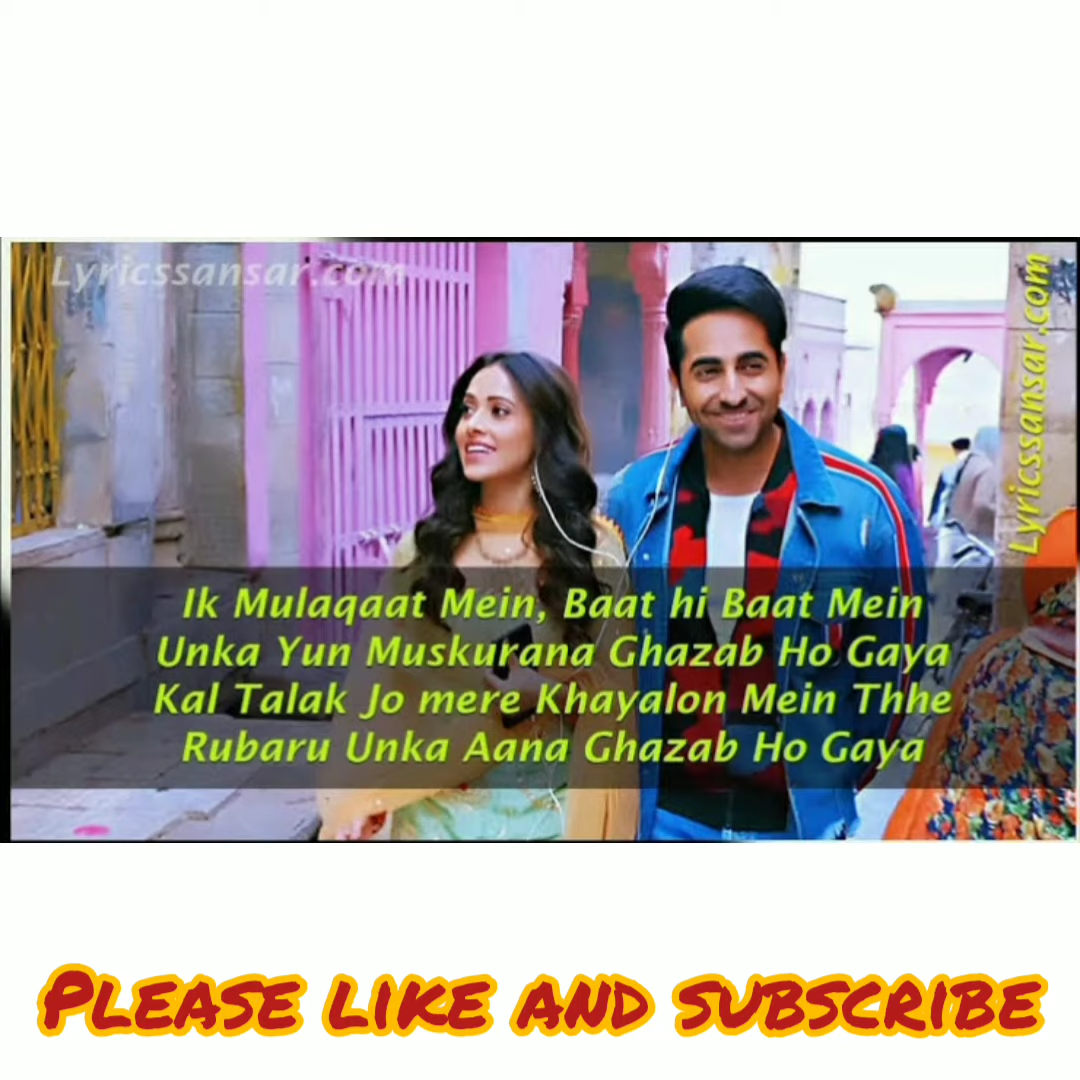 Lyricssansar.com
Lyricssansar.com
Ik Mulaqaat Mein, Baat hi Baat Mein
Unka Yun Muskurana Ghazab Ho Gaya
Kal Talak Jo mere Khayalon Mein Thhe
Rubaru Unka Aana Ghazab Ho Gaya
PLEASE LIKE AND SUBSCRIBE